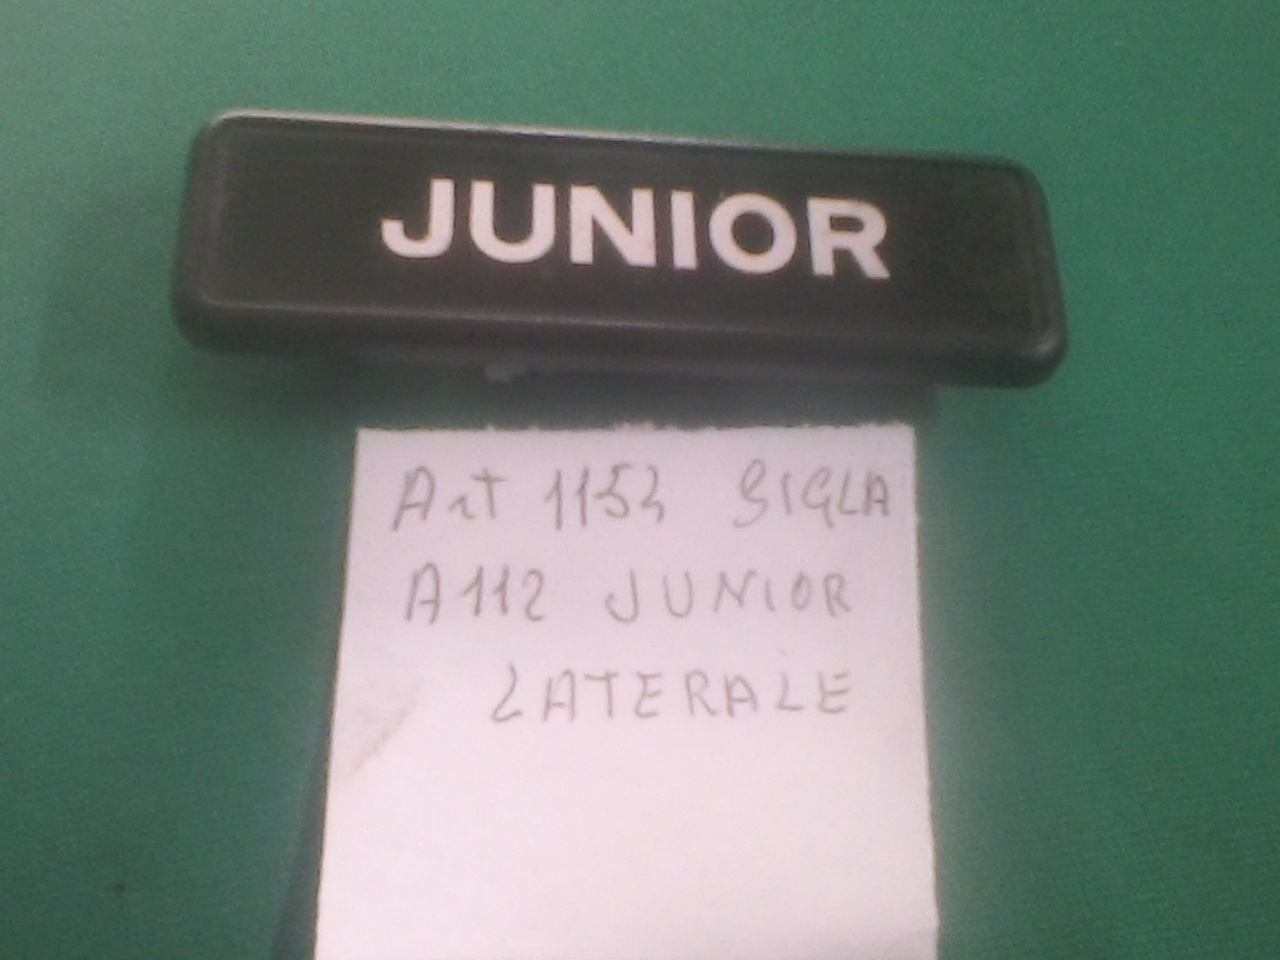 JUNIOR
Art 1153 SIGLA
A112 JUNIOR
LATERALE